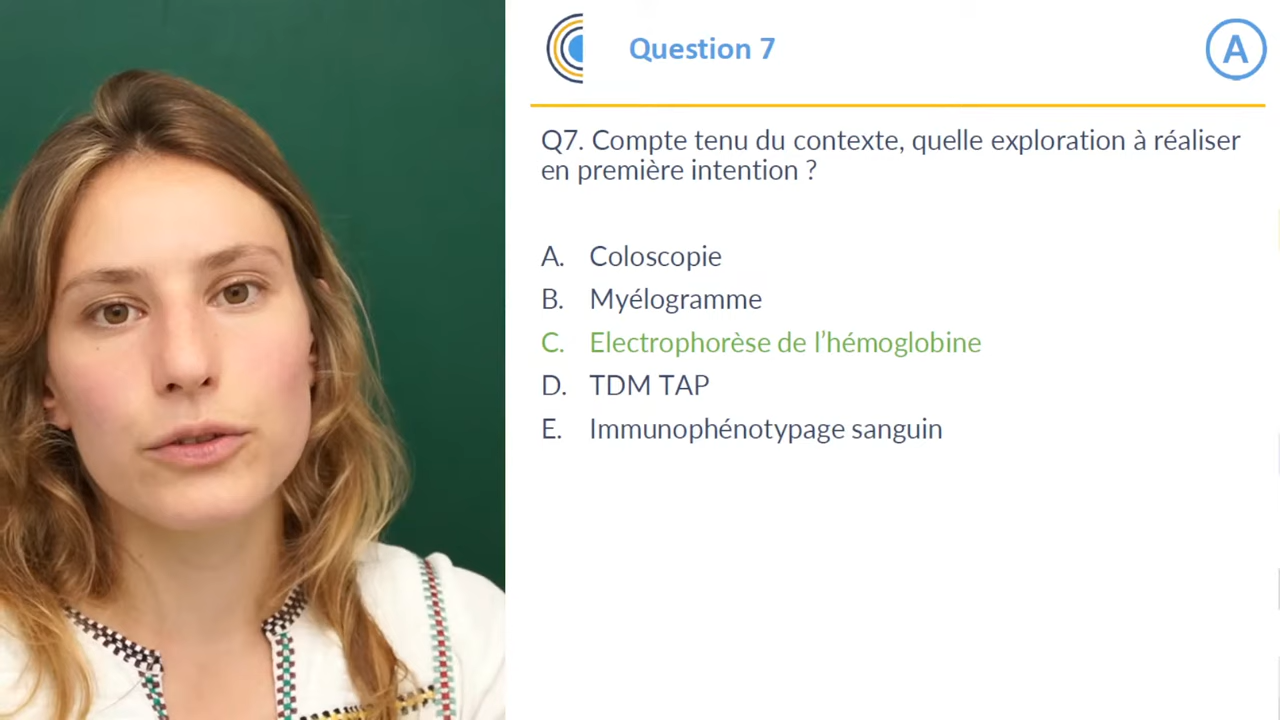 Question 7
A
Q7. Compte tenu du contexte, quelle exploration à réaliser
en première intention ?
A. Coloscopie
B. Myélogramme
C. Electrophorèse de l’hémoglobine
D. TDM TAP
E. Immunophénotypage sanguin